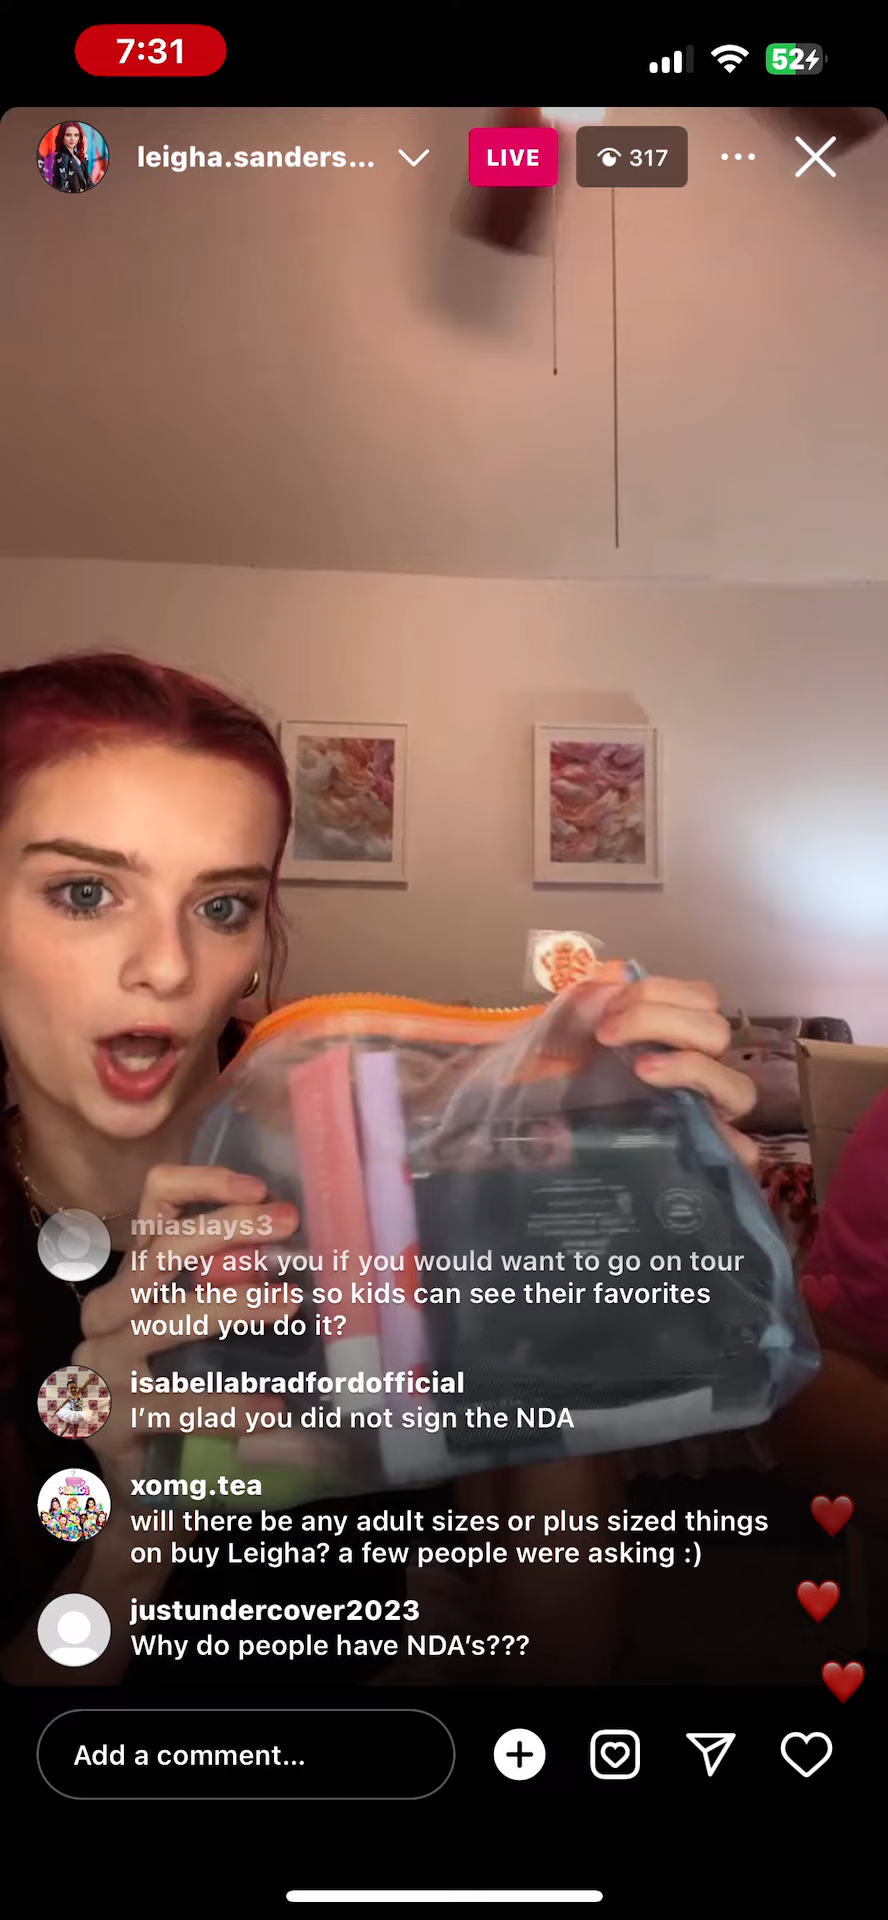 7:31
52
leigha.sanders...
LIVE
317
miaslays3
If they ask you if you would want to go on tour
with the girls so kids can see their favorites
would you do it?
isabellabradfordofficial
I’m glad you did not sign the NDA
xomg.tea
will there be any adult sizes or plus sized things
on buy Leigha? a few people were asking :)
justundercover2023
Why do people have NDA’s???
Add a comment...